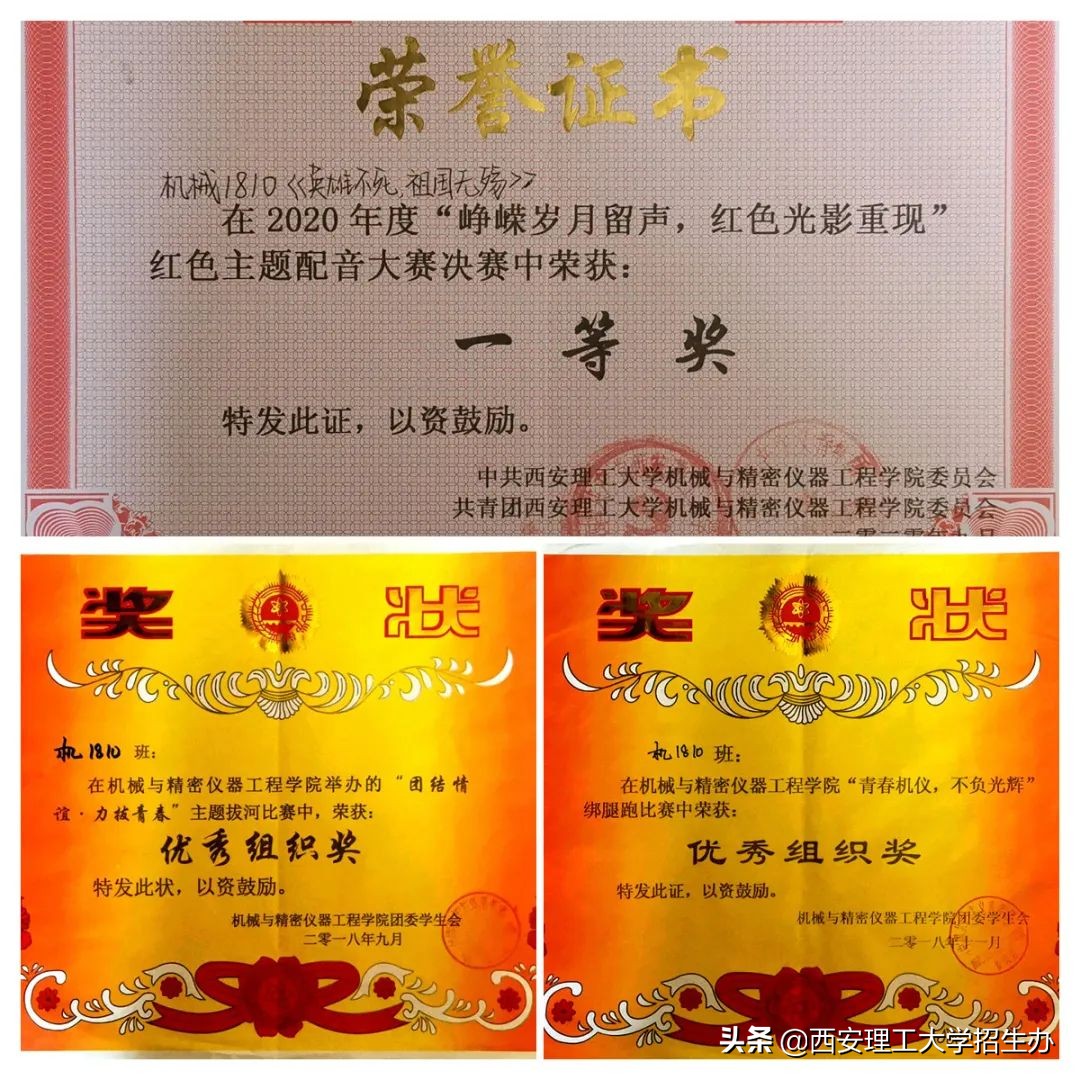 荣誉证书
机械1810《英雄不死,祖国无殇》
在2020年度“峥嵘岁月留声，红色光影重现”
红色主题配音大赛决赛中荣获：
一等奖
特发此证，以资鼓励。
中共西安理工大学机械与精密仪器工程学院委员会
共青团西安理工大学机械与精密仪器工程学院委员会
奖状
机1810班：
在机械与精密仪器工程学院举办的“团结情
谊·力拔青春”主题拔河比赛中，荣获：
优秀组织奖
特发此状，以资鼓励。
机械与精密仪器工程学院团委学生会
二零一八年九月
奖状
机1810班：
在机械与精密仪器工程学院“青春机仪，不负光辉”
绑腿跑比赛中荣获：
优秀组织奖
特发此证，以资鼓励。
机械与精密仪器工程学院团委学生会
二零一八年十一月
头条 @西安理工大学招生办